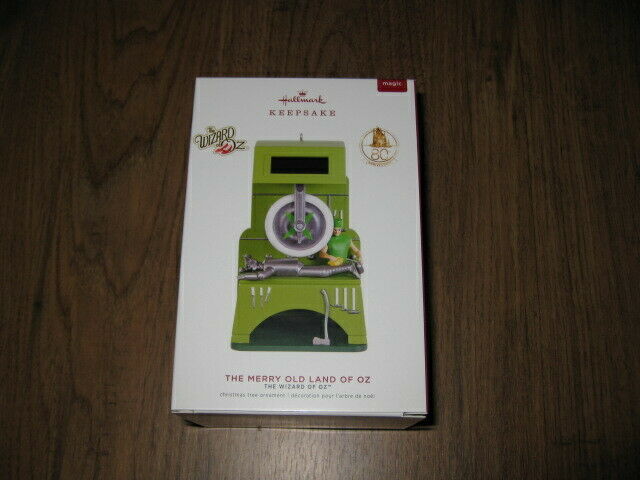 magic
Hallmark
KEEPSAKE
The
WIZARD
of OZ
80
THE MERRY OLD LAND OF OZ
THE WIZARD OF OZ™
christmas tree ornament | décoration pour l'arbre de noël